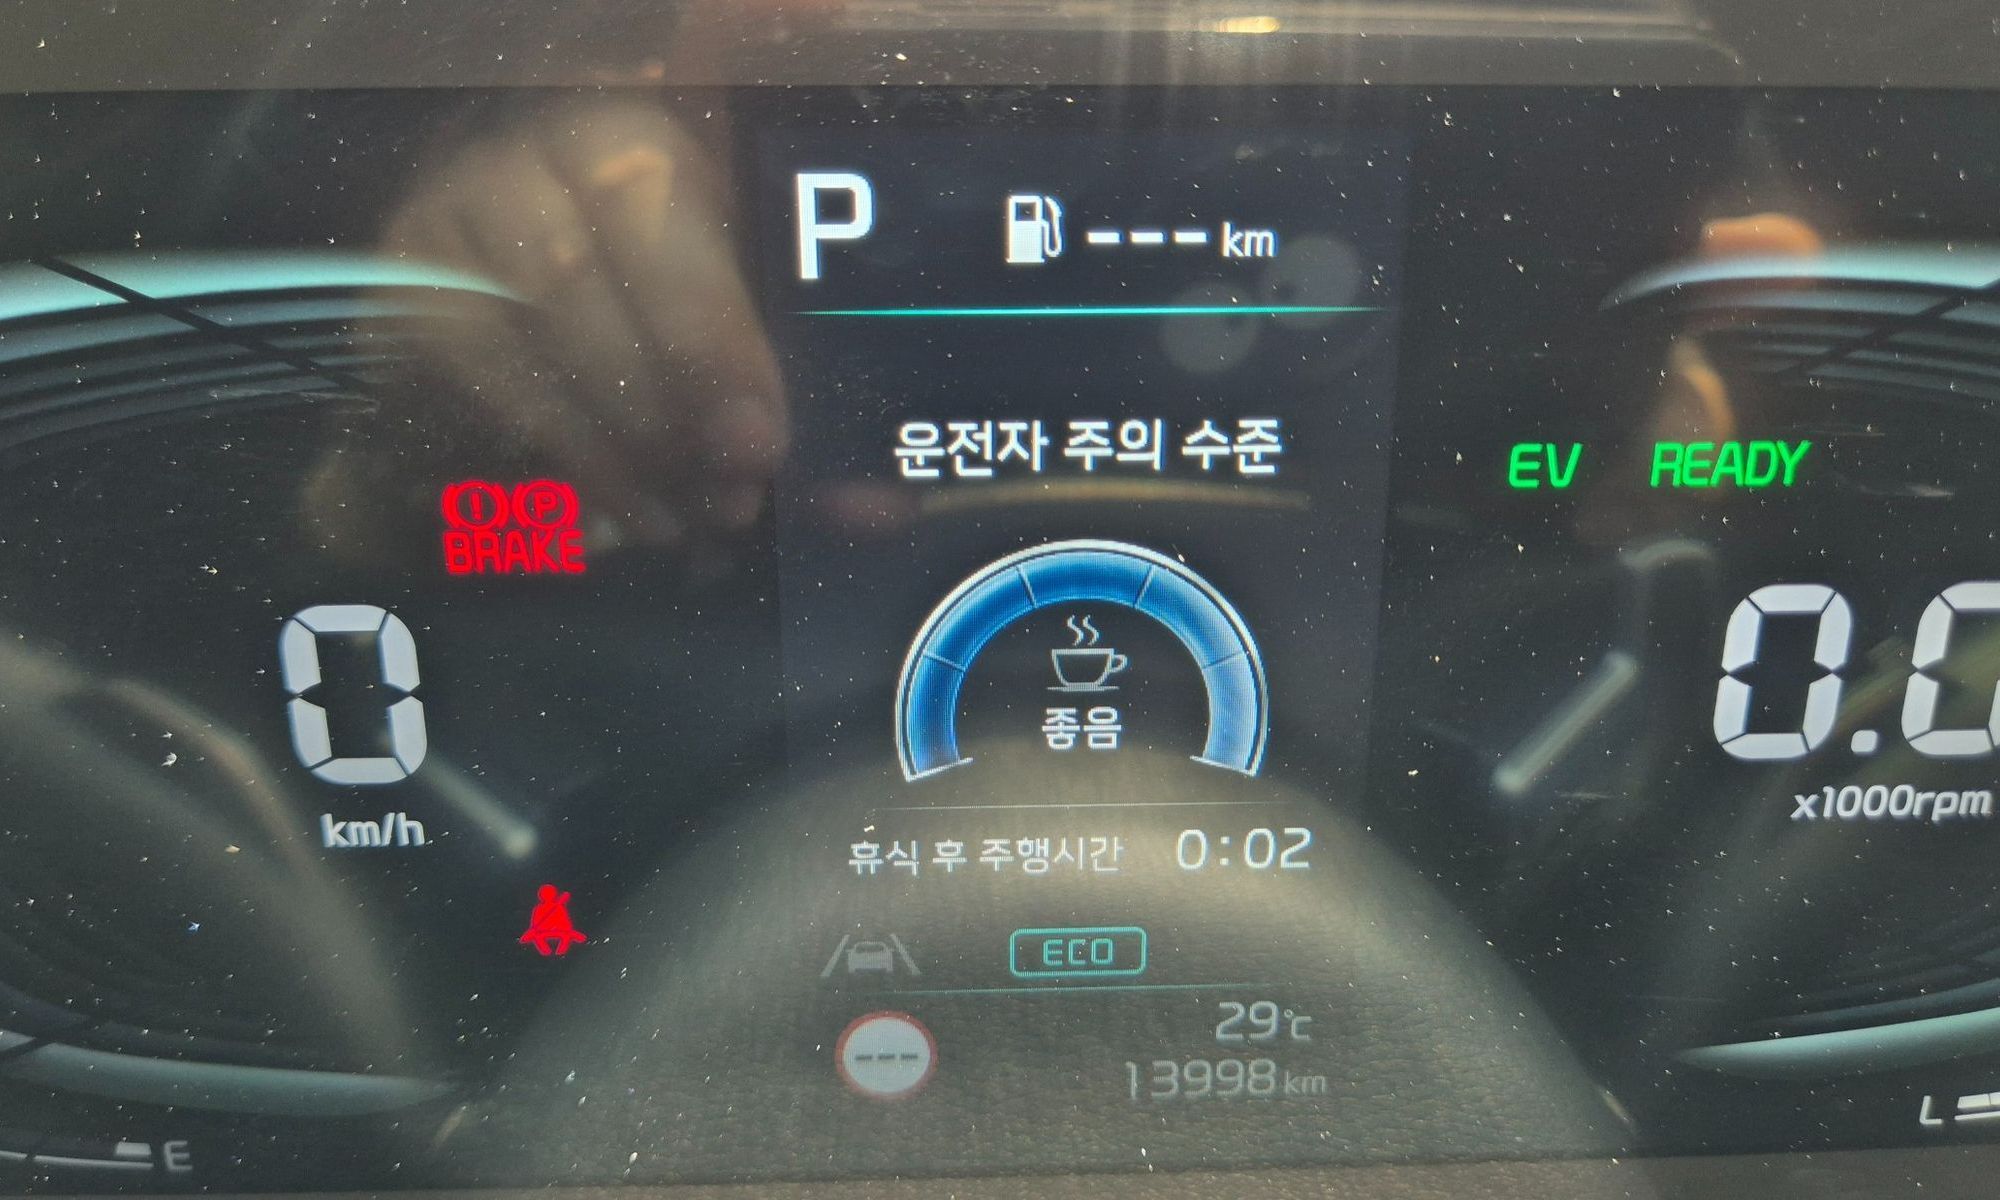 P --- km
운전자 주의 수준
EV READY
(!) (P)
BRAKE
좋음
0
km/h
0.0
x1000rpm
휴식 후 주행시간 0:02
ECO
---
29℃
13998 km
E
L